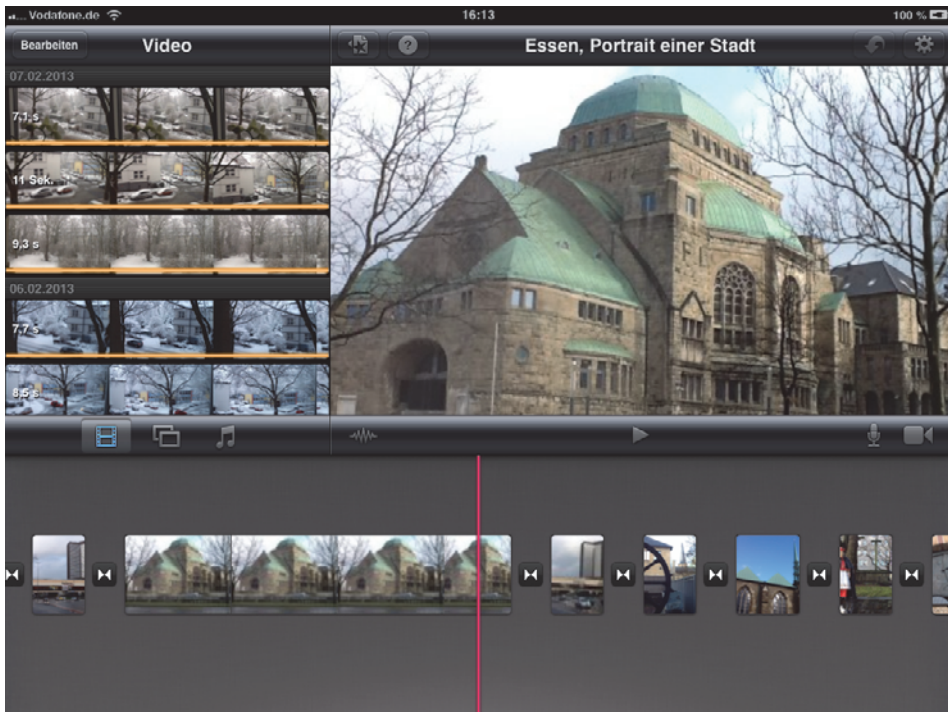 Vodafone.de 16:13 100 %
Bearbeiten Video ? Essen, Portrait einer Stadt
07.02.2013
7,1 s
11 Sek.
9,3 s
06.02.2013
7,7 s
8,5 s